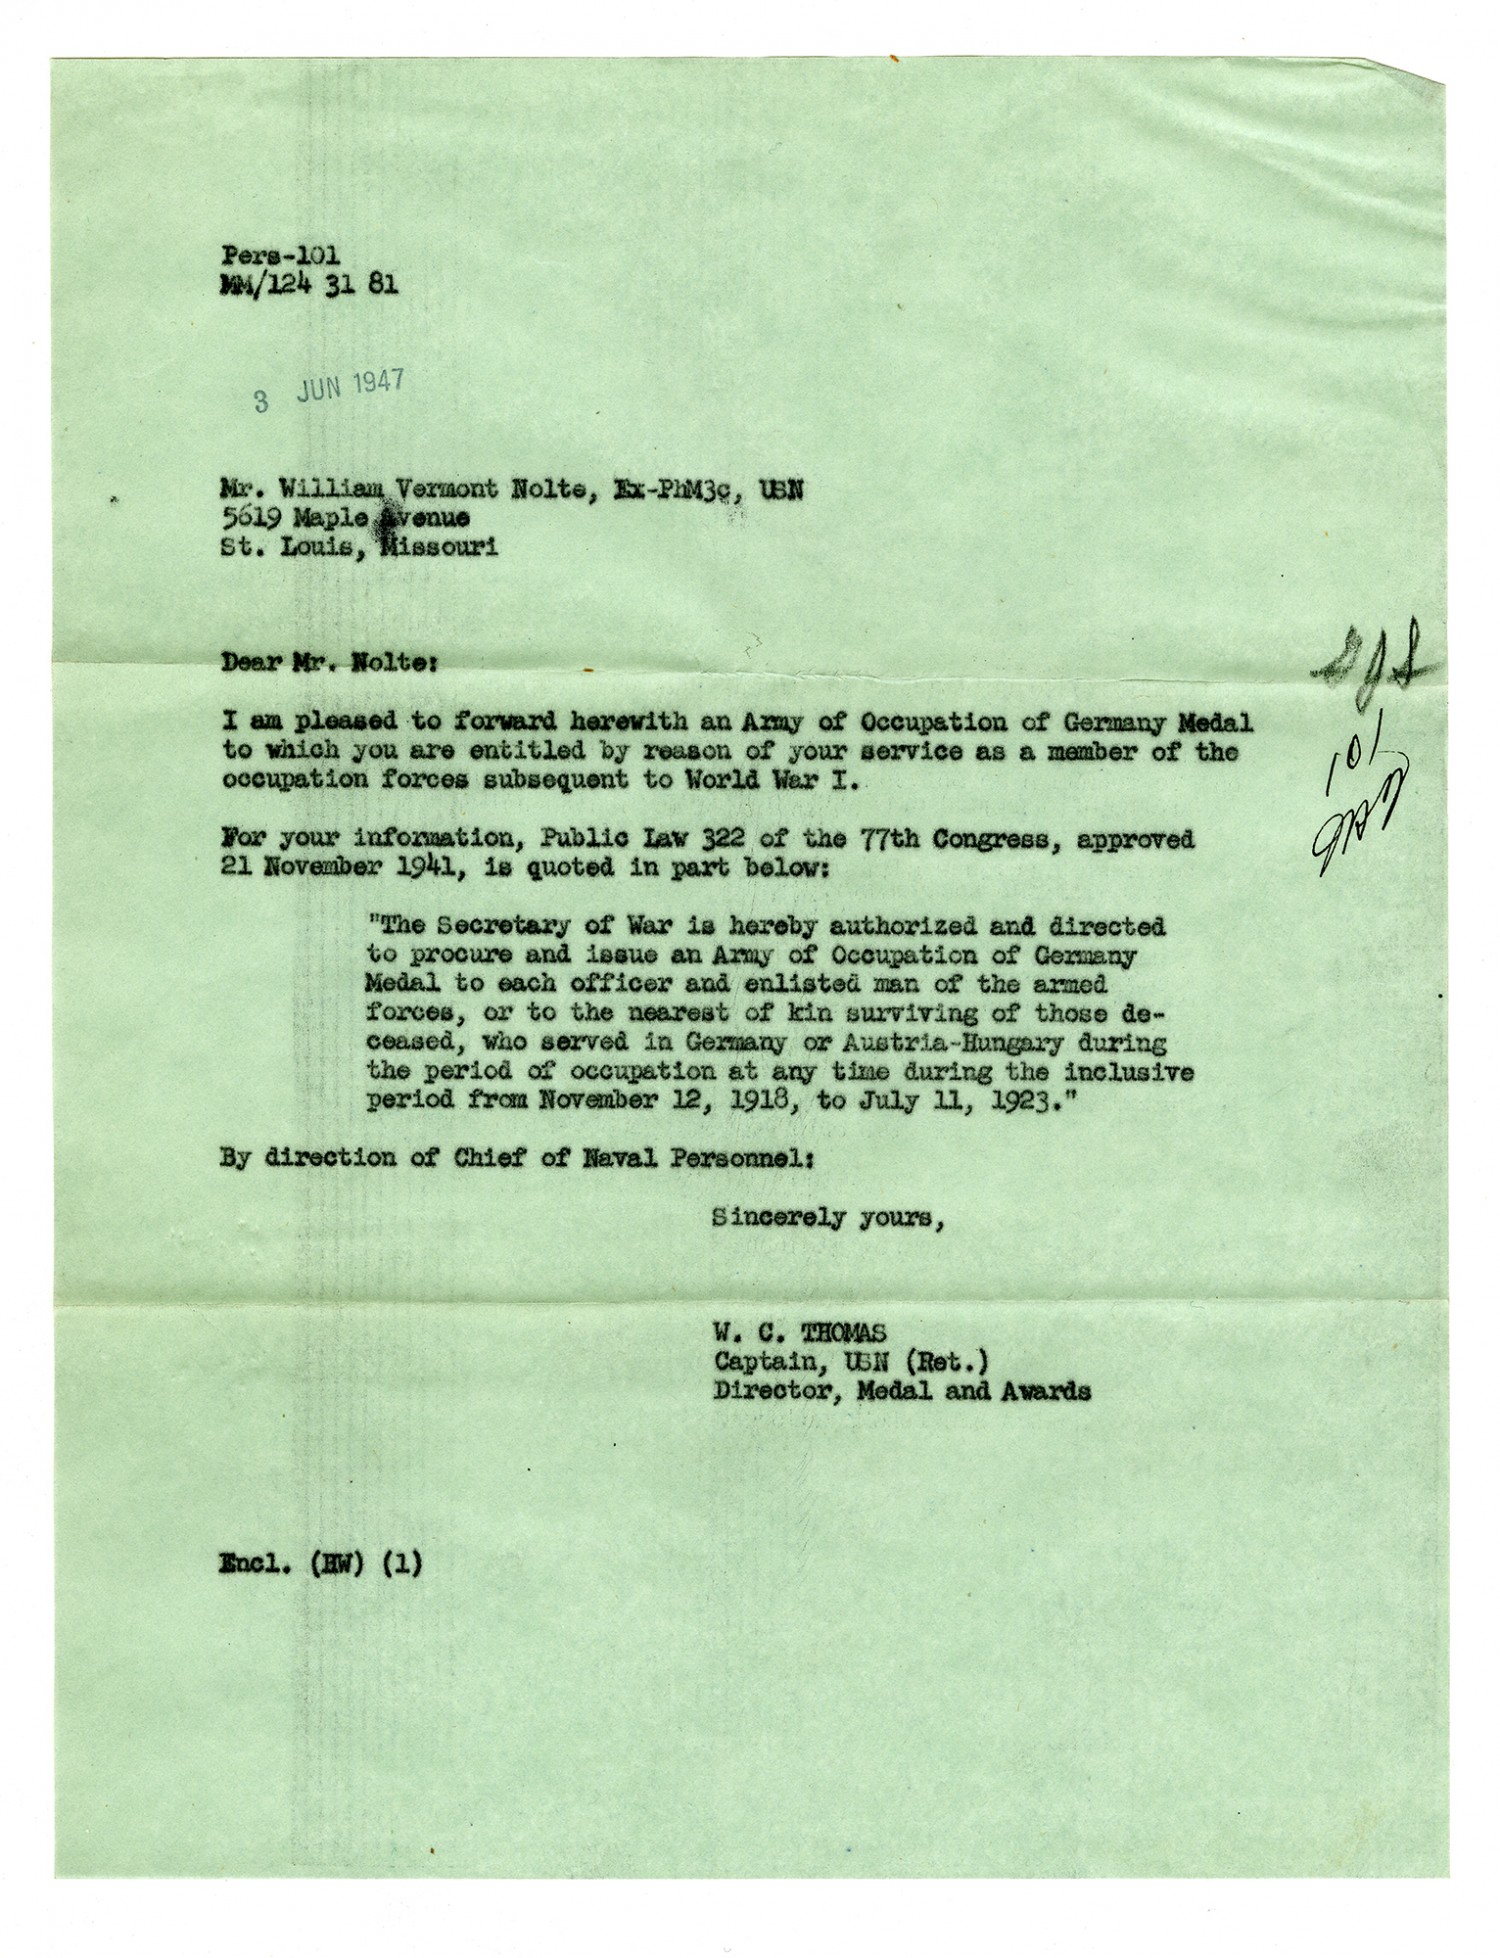 Pers-101
MM/124 31 81
3 JUN 1947
Mr. William Vermont Nolte, Ex-PhM3c, USN
5619 Maple Avenue
St. Louis, Missouri
Dear Mr. Nolte:
I am pleased to forward herewith an Army of Occupation of Germany Medal
to which you are entitled by reason of your service as a member of the
occupation forces subsequent to World War I.
For your information, Public Law 322 of the 77th Congress, approved
21 November 1941, is quoted in part below:
"The Secretary of War is hereby authorized and directed
to procure and issue an Army of Occupation of Germany
Medal to each officer and enlisted man of the armed
forces, or to the nearest of kin surviving of those de-
ceased, who served in Germany or Austria-Hungary during
the period of occupation at any time during the inclusive
period from November 12, 1918, to July 11, 1923."
By direction of Chief of Naval Personnel:
Sincerely yours,
W. C. THOMAS
Captain, USN (Ret.)
Director, Medal and Awards
Encl. (HW) (1)
101